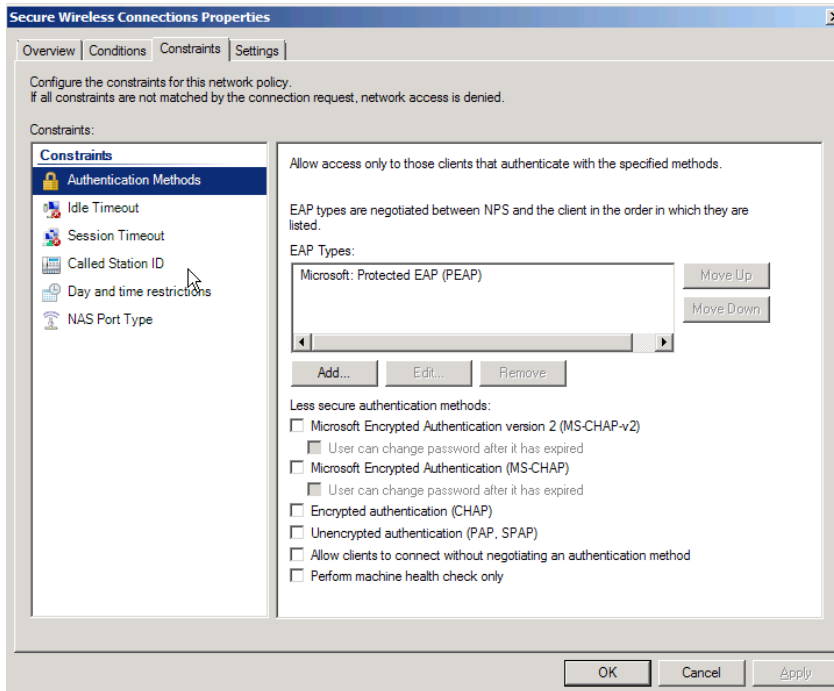 Secure Wireless Connections Properties
Overview
Conditions
Constraints
Settings
Configure the constraints for this network policy.
If all constraints are not matched by the connection request, network access is denied.
Constraints:
Constraints
Authentication Methods
Idle Timeout
Session Timeout
Called Station ID
Day and time restrictions
NAS Port Type
Allow access only to those clients that authenticate with the specified methods.
EAP types are negotiated between NPS and the client in the order in which they are
listed.
EAP Types:
Microsoft: Protected EAP (PEAP)
Move Up
Move Down
Add...
Edit...
Remove
Less secure authentication methods:
Microsoft Encrypted Authentication version 2 (MS-CHAP-v2)
User can change password after it has expired
Microsoft Encrypted Authentication (MS-CHAP)
User can change password after it has expired
Encrypted authentication (CHAP)
Unencrypted authentication (PAP, SPAP)
Allow clients to connect without negotiating an authentication method
Perform machine health check only
OK
Cancel
Apply